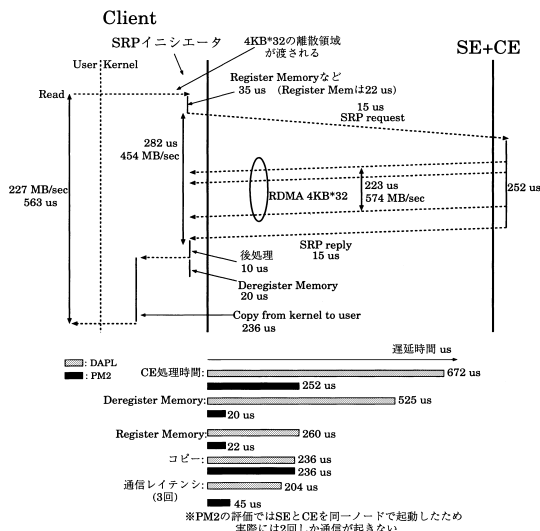 Client
SRPイニシエータ
4KB*32の離散領域
が渡される
SE+CE
User
Kernel
Read
Register Memoryなど
35 us （Register Memは22 us）
15 us
SRP request
282 us
454 MB/sec
227 MB/sec
563 us
RDMA 4KB*32
223 us
574 MB/sec
252 us
SRP reply
15 us
後処理
10 us
Deregister Memory
20 us
Copy from kernel to user
236 us
遅延時間 us
: DAPL
: PM2
CE処理時間:
672 us
252 us
Deregister Memory:
525 us
20 us
Register Memory:
260 us
22 us
コピー:
236 us
236 us
通信レイテンシ:
(3回)
204 us
45 us
※PM2の評価ではSEとCEを同一ノードで起動したため
実際には2回しか通信が起きない